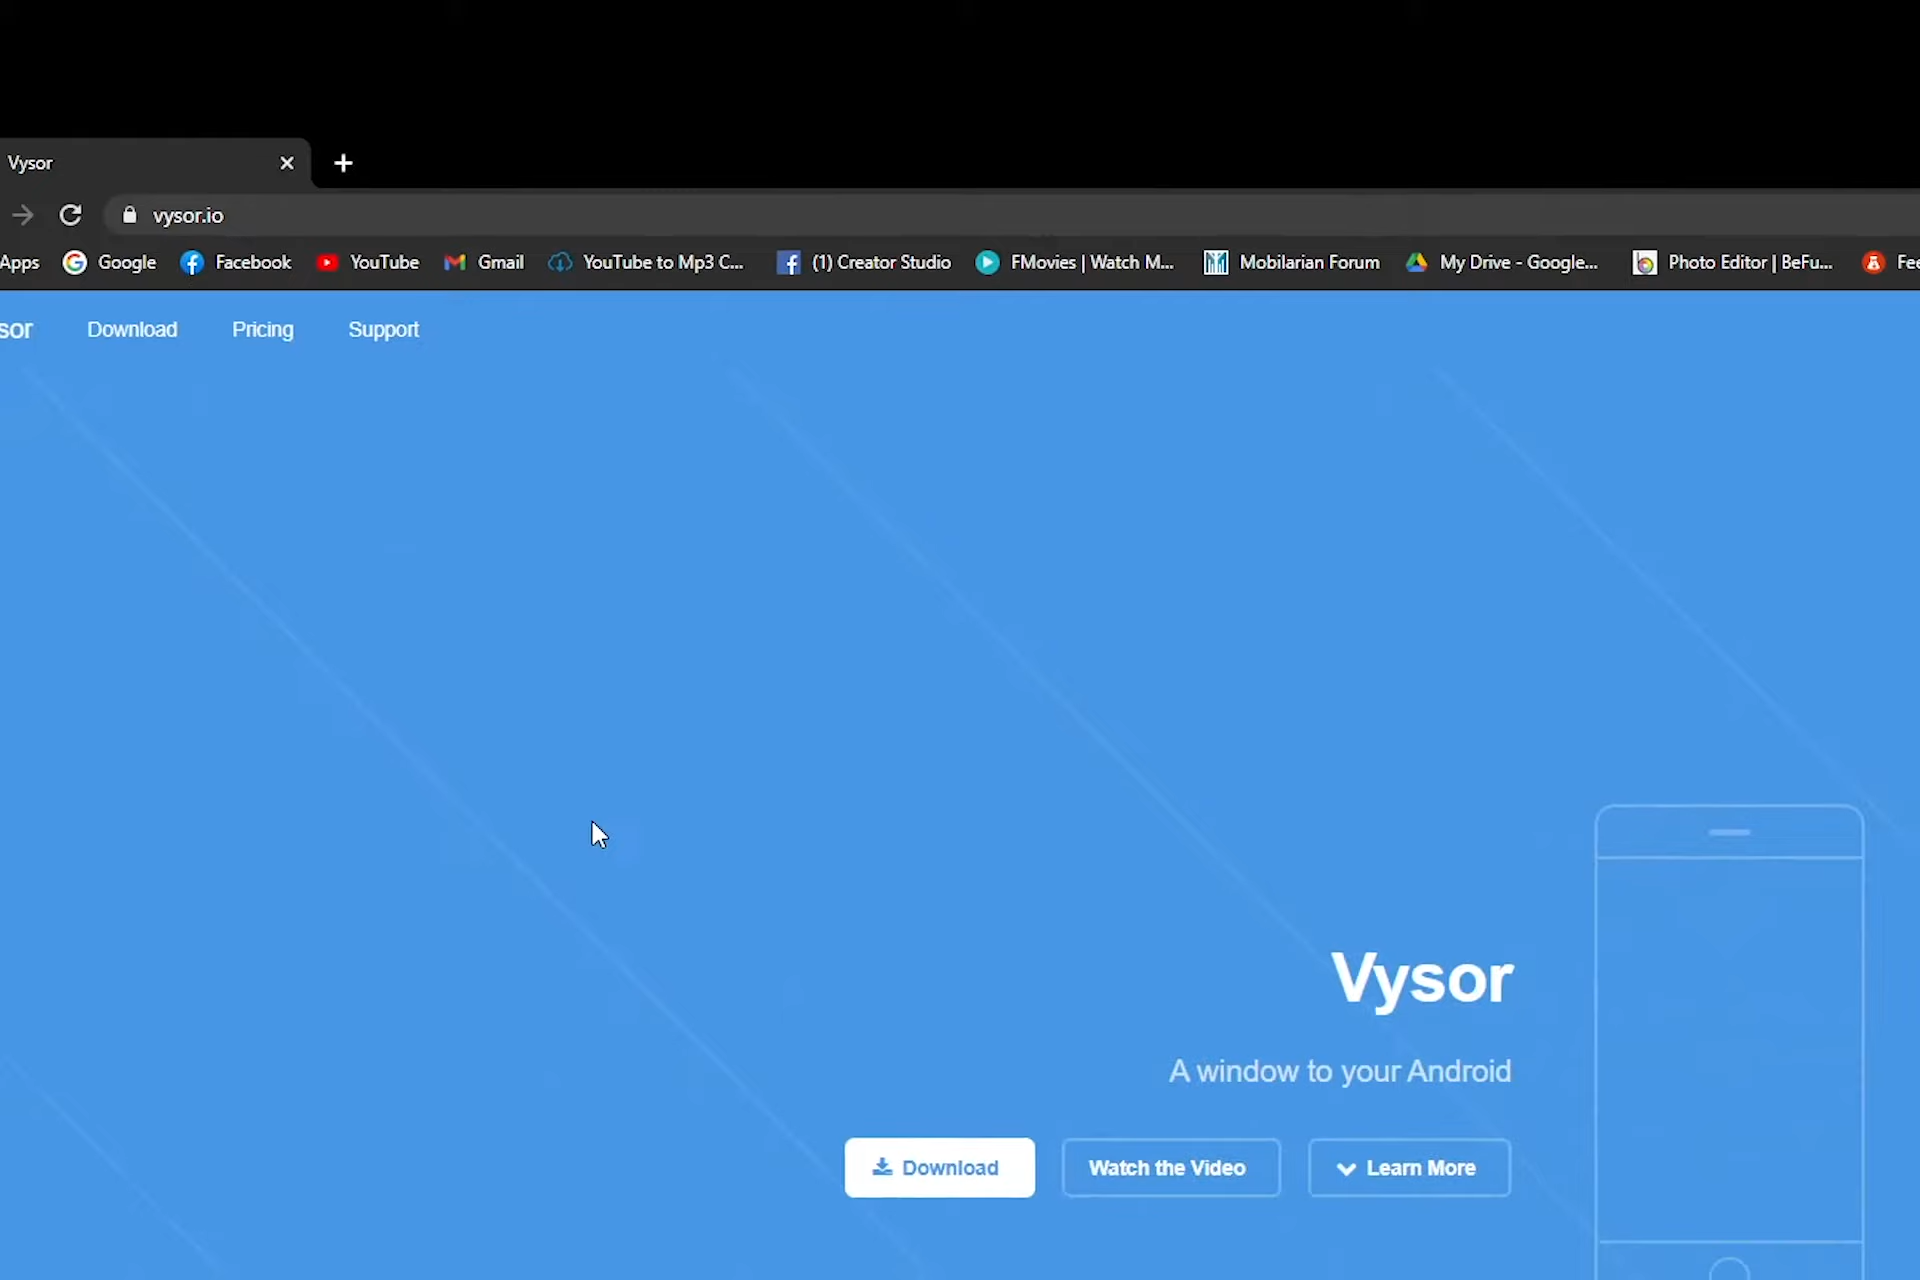 Vysor
vysor.io
Apps Google Facebook YouTube Gmail YouTube to Mp3 C... (1) Creator Studio FMovies | Watch M... Mobilarian Forum My Drive - Google... Photo Editor | BeFu... Fee
sor Download Pricing Support
Vysor
A window to your Android
Download Watch the Video Learn More